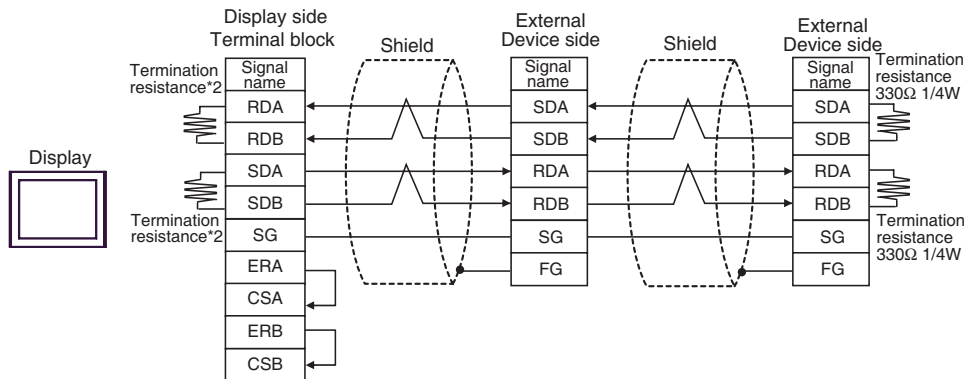 Display
Display side
Terminal block
Termination
resistance*2
Termination
resistance*2
Signal
name
RDA
RDB
SDA
SDB
SG
ERA
CSA
ERB
CSB
Shield
External
Device side
Signal
name
SDA
SDB
RDA
RDB
SG
FG
Shield
External
Device side
Signal
name
SDA
SDB
RDA
RDB
SG
FG
Termination
resistance
330Ω 1/4W
Termination
resistance
330Ω 1/4W